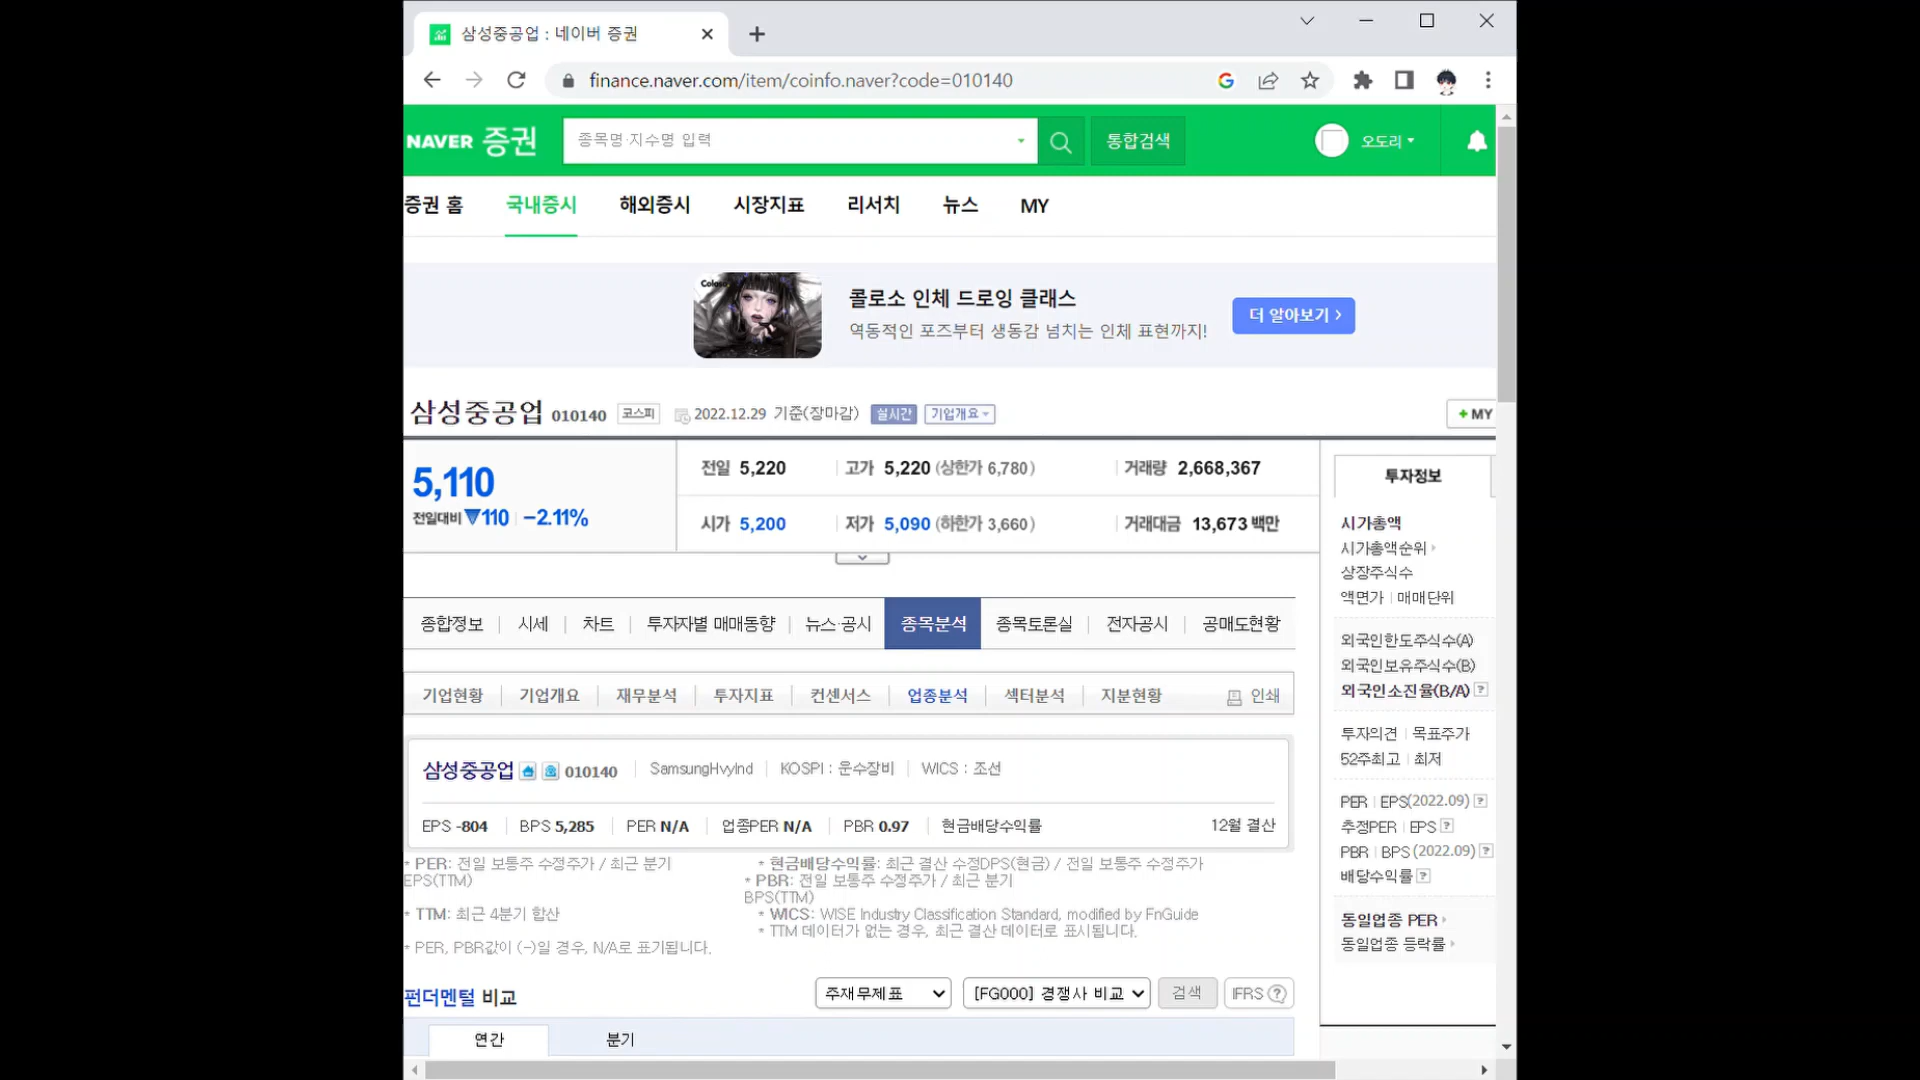 삼성중공업 : 네이버 증권
finance.naver.com/item/coinfo.naver?code=010140
NAVER 증권
종목명·지수명 입력
통합검색
오도리
증권 홈 국내증시 해외증시 시장지표 리서치 뉴스 MY
Coloso
콜로소 인체 드로잉 클래스
역동적인 포즈부터 생동감 넘치는 인체 표현까지!
더 알아보기 >
삼성중공업 010140 코스피 2022.12.29 기준(장마감) 실시간 기업개요
+ MY
5,110
전일대비 ▼110 -2.11%
전일 5,220 고가 5,220 (상한가 6,780) 거래량 2,668,367
시가 5,200 저가 5,090 (하한가 3,660) 거래대금 13,673 백만
종합정보 시세 차트 투자자별 매매동향 뉴스·공시 종목분석 종목토론실 전자공시 공매도현황
기업현황 기업개요 재무분석 투자지표 컨센서스 업종분석 섹터분석 지분현황 인쇄
삼성중공업 010140 SamsungHvyInd KOSPI : 운수장비 WICS : 조선
EPS -804 BPS 5,285 PER N/A 업종PER N/A PBR 0.97 현금배당수익률 12월 결산
* PER: 전일 보통주 수정주가 / 최근 분기
EPS(TTM)
* TTM: 최근 4분기 합산
* PER, PBR값이 (-)일 경우, N/A로 표기됩니다.
* 현금배당수익률: 최근 결산 수정DPS(현금) / 전일 보통주 수정주가
* PBR: 전일 보통주 수정주가 / 최근 분기
BPS(TTM)
* WICS: WISE Industry Classification Standard, modified by FnGuide
* TTM 데이터가 없는 경우, 최근 결산 데이터로 표시됩니다.
펀더멘털 비교
주재무제표 [FG000] 경쟁사 비교 검색 IFRS ?
연간 분기
투자정보
시가총액
시가총액순위
상장주식수
액면가 | 매매단위
외국인한도주식수(A)
외국인보유주식수(B)
외국인소진율(B/A) ?
투자의견 | 목표주가
52주최고 | 최저
PER | EPS(2022.09) ?
추정PER | EPS ?
PBR | BPS (2022.09) ?
배당수익률 ?
동일업종 PER
동일업종 등락률